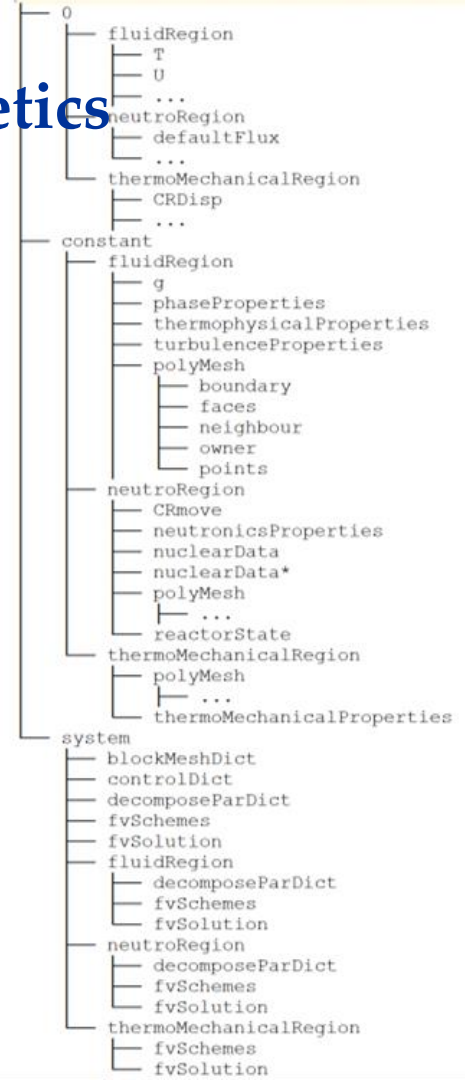 0
fluidRegion
T
U
...
etics
neutroRegion
defaultFlux
...
thermoMechanicalRegion
CRDisp
...
constant
fluidRegion
g
phaseProperties
thermophysicalProperties
turbulenceProperties
polyMesh
boundary
faces
neighbour
owner
points
neutroRegion
CRmove
neutronicsProperties
nuclearData
nuclearData*
polyMesh
...
reactorState
thermoMechanicalRegion
polyMesh
...
thermoMechanicalProperties
system
blockMeshDict
controlDict
decomposeParDict
fvSchemes
fvSolution
fluidRegion
decomposeParDict
fvSchemes
fvSolution
neutroRegion
decomposeParDict
fvSchemes
fvSolution
thermoMechanicalRegion
fvSchemes
fvSolution